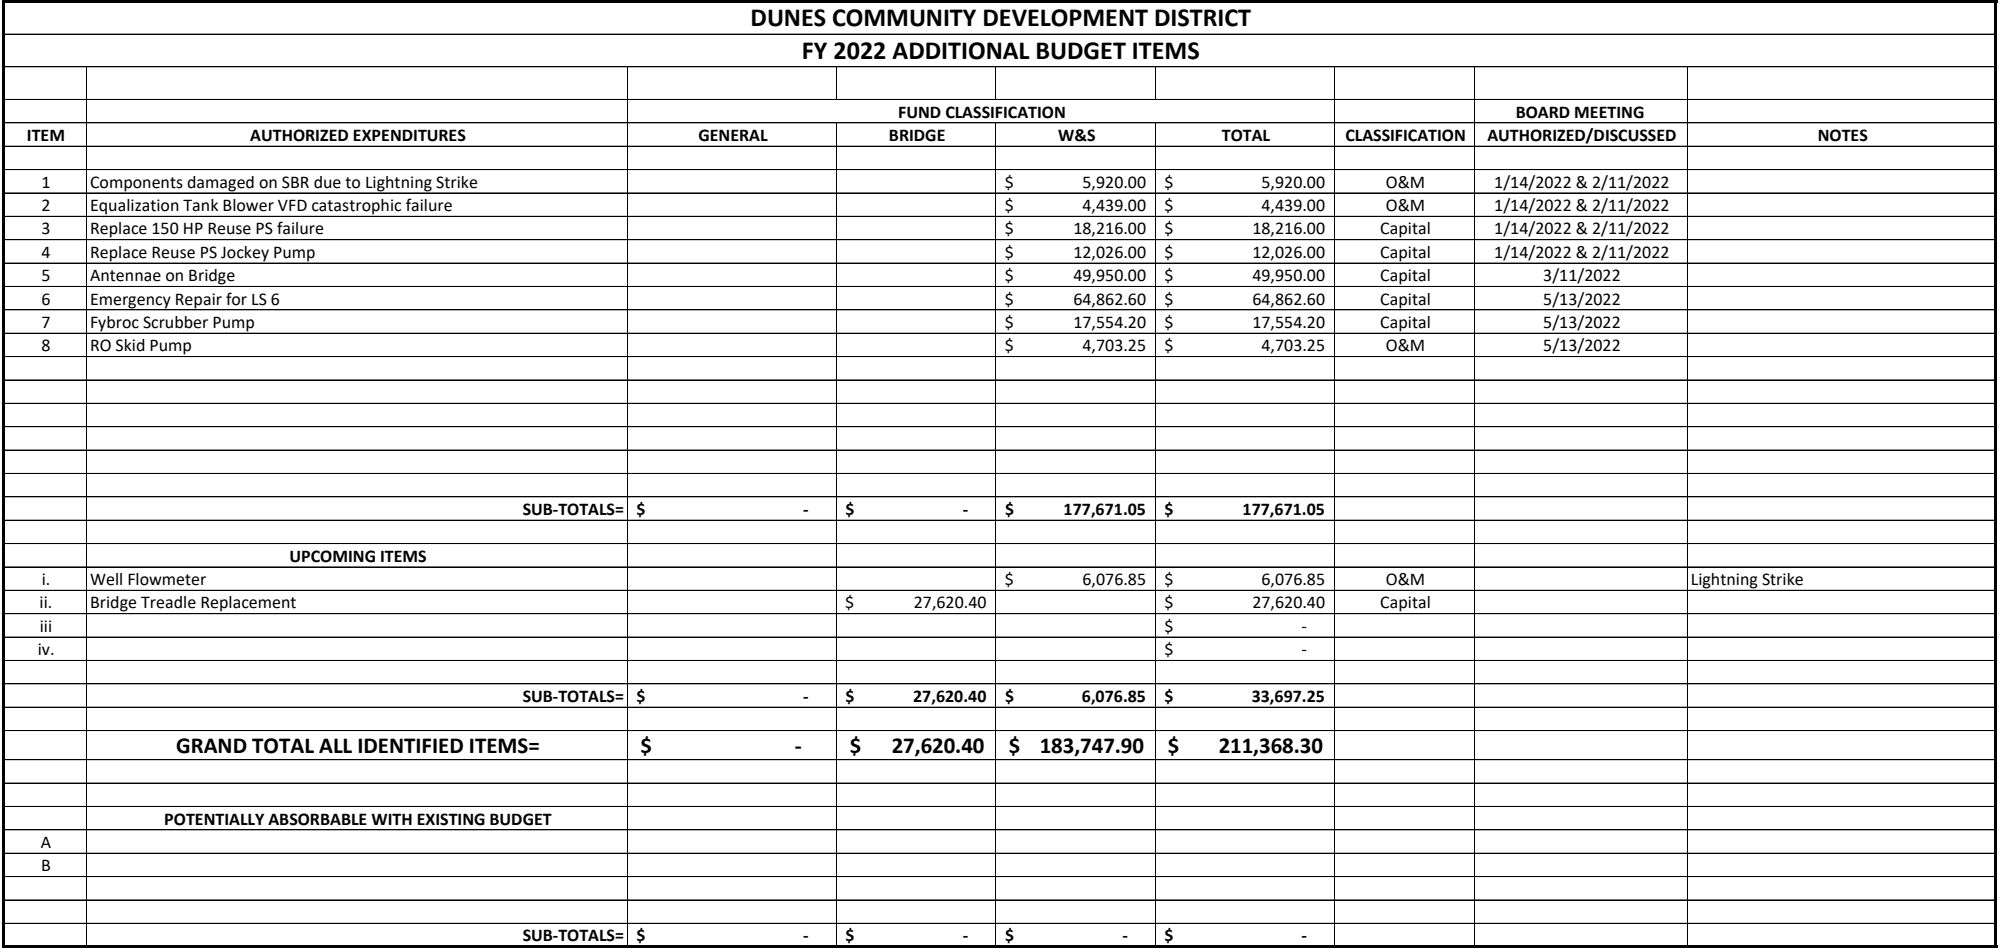 DUNES COMMUNITY DEVELOPMENT DISTRICT
FY 2022 ADDITIONAL BUDGET ITEMS
FUND CLASSIFICATION BOARD MEETING
ITEM AUTHORIZED EXPENDITURES GENERAL BRIDGE W&S TOTAL CLASSIFICATION AUTHORIZED/DISCUSSED NOTES
1 Components damaged on SBR due to Lightning Strike $ 5,920.00 $ 5,920.00 O&M 1/14/2022 & 2/11/2022
2 Equalization Tank Blower VFD catastrophic failure $ 4,439.00 $ 4,439.00 O&M 1/14/2022 & 2/11/2022
3 Replace 150 HP Reuse PS failure $ 18,216.00 $ 18,216.00 Capital 1/14/2022 & 2/11/2022
4 Replace Reuse PS Jockey Pump $ 12,026.00 $ 12,026.00 Capital 1/14/2022 & 2/11/2022
5 Antennae on Bridge $ 49,950.00 $ 49,950.00 Capital 3/11/2022
6 Emergency Repair for LS 6 $ 64,862.60 $ 64,862.60 Capital 5/13/2022
7 Fybroc Scrubber Pump $ 17,554.20 $ 17,554.20 Capital 5/13/2022
8 RO Skid Pump $ 4,703.25 $ 4,703.25 O&M 5/13/2022
SUB-TOTALS= $ - $ - $ 177,671.05 $ 177,671.05
UPCOMING ITEMS
i. Well Flowmeter $ 6,076.85 $ 6,076.85 O&M Lightning Strike
ii. Bridge Treadle Replacement $ 27,620.40 $ 27,620.40 Capital
iii $ -
iv. $ -
SUB-TOTALS= $ - $ 27,620.40 $ 6,076.85 $ 33,697.25
GRAND TOTAL ALL IDENTIFIED ITEMS= $ - $ 27,620.40 $ 183,747.90 $ 211,368.30
POTENTIALLY ABSORBABLE WITH EXISTING BUDGET
A
B
SUB-TOTALS= $ - $ - $ - $ -